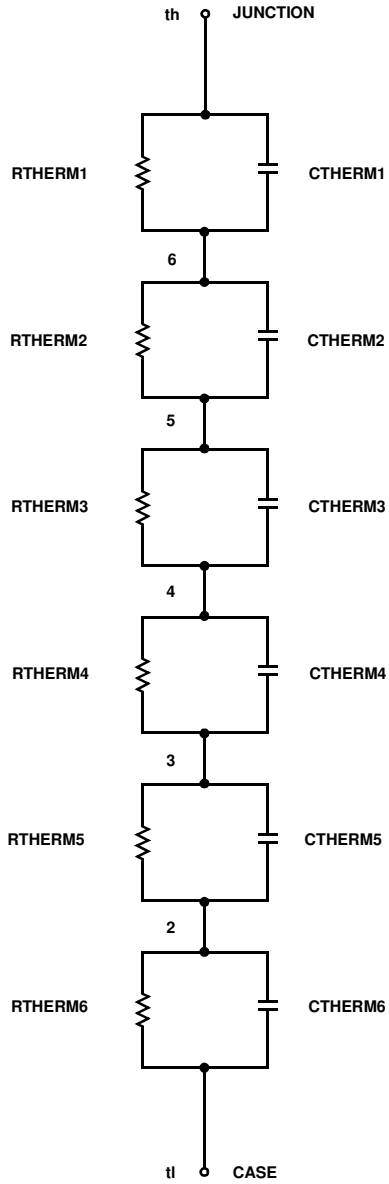 th JUNCTION
RTHERM1 CTHERM1
6
RTHERM2 CTHERM2
5
RTHERM3 CTHERM3
4
RTHERM4 CTHERM4
3
RTHERM5 CTHERM5
2
RTHERM6 CTHERM6
tl CASE